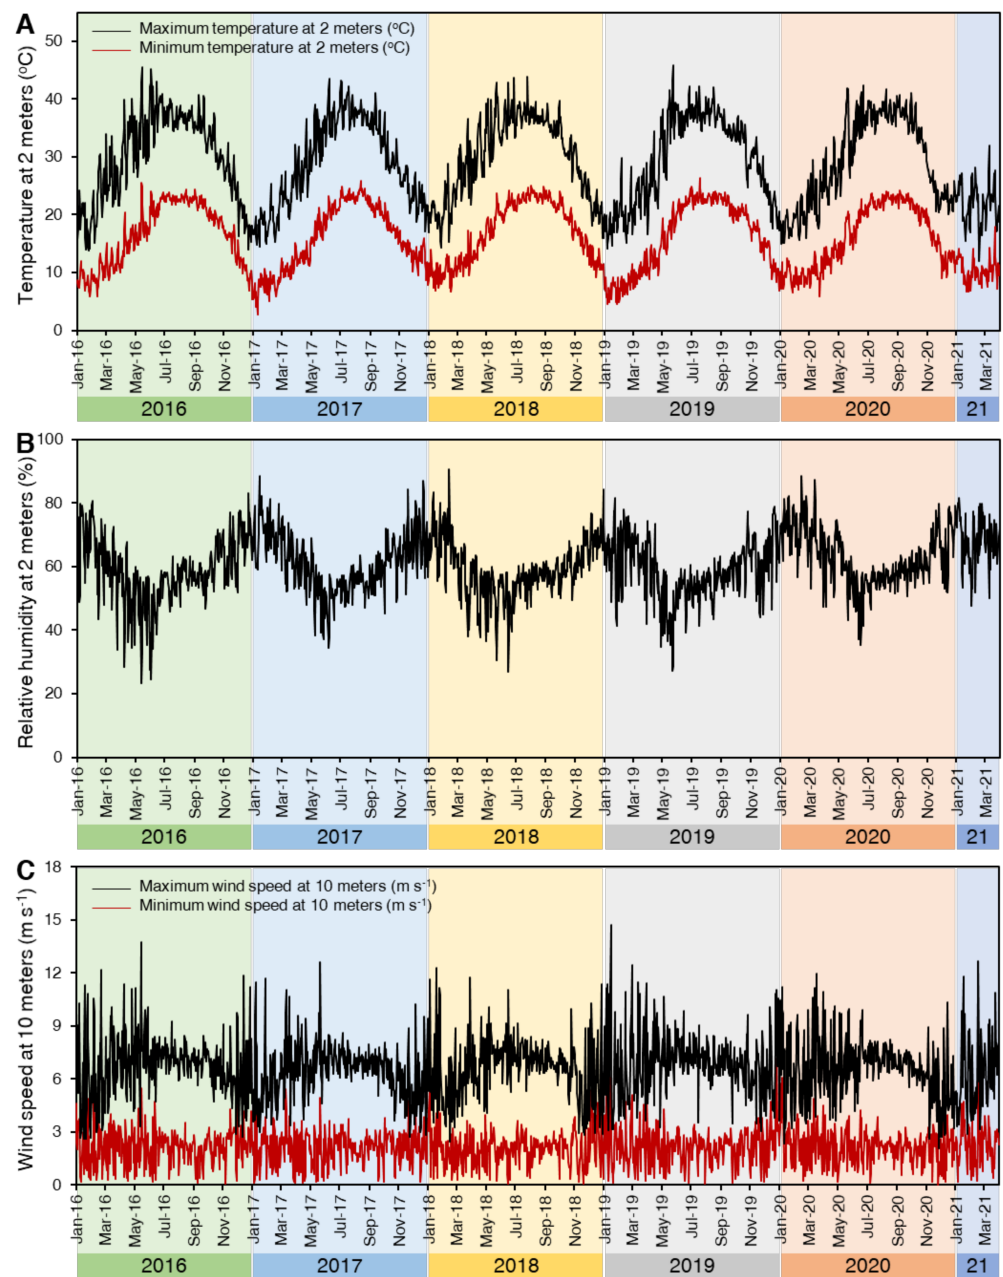 A
Maximum temperature at 2 meters (°C)
Minimum temperature at 2 meters (°C)
Temperature at 2 meters (°C)
50
40
30
20
10
0
Jan-16 Mar-16 May-16 Jul-16 Sep-16 Nov-16 Jan-17 Mar-17 May-17 Jul-17 Sep-17 Nov-17 Jan-18 Mar-18 May-18 Jul-18 Sep-18 Nov-18 Jan-19 Mar-19 May-19 Jul-19 Sep-19 Nov-19 Jan-20 Mar-20 May-20 Jul-20 Sep-20 Nov-20 Jan-21 Mar-21
2016 2017 2018 2019 2020 21
B
Relative humidity at 2 meters (%)
100
80
60
40
20
0
Jan-16 Mar-16 May-16 Jul-16 Sep-16 Nov-16 Jan-17 Mar-17 May-17 Jul-17 Sep-17 Nov-17 Jan-18 Mar-18 May-18 Jul-18 Sep-18 Nov-18 Jan-19 Mar-19 May-19 Jul-19 Sep-19 Nov-19 Jan-20 Mar-20 May-20 Jul-20 Sep-20 Nov-20 Jan-21 Mar-21
2016 2017 2018 2019 2020 21
C
Maximum wind speed at 10 meters (m s⁻¹)
Minimum wind speed at 10 meters (m s⁻¹)
Wind speed at 10 meters (m s⁻¹)
18
15
12
9
6
3
0
Jan-16 Mar-16 May-16 Jul-16 Sep-16 Nov-16 Jan-17 Mar-17 May-17 Jul-17 Sep-17 Nov-17 Jan-18 Mar-18 May-18 Jul-18 Sep-18 Nov-18 Jan-19 Mar-19 May-19 Jul-19 Sep-19 Nov-19 Jan-20 Mar-20 May-20 Jul-20 Sep-20 Nov-20 Jan-21 Mar-21
2016 2017 2018 2019 2020 21